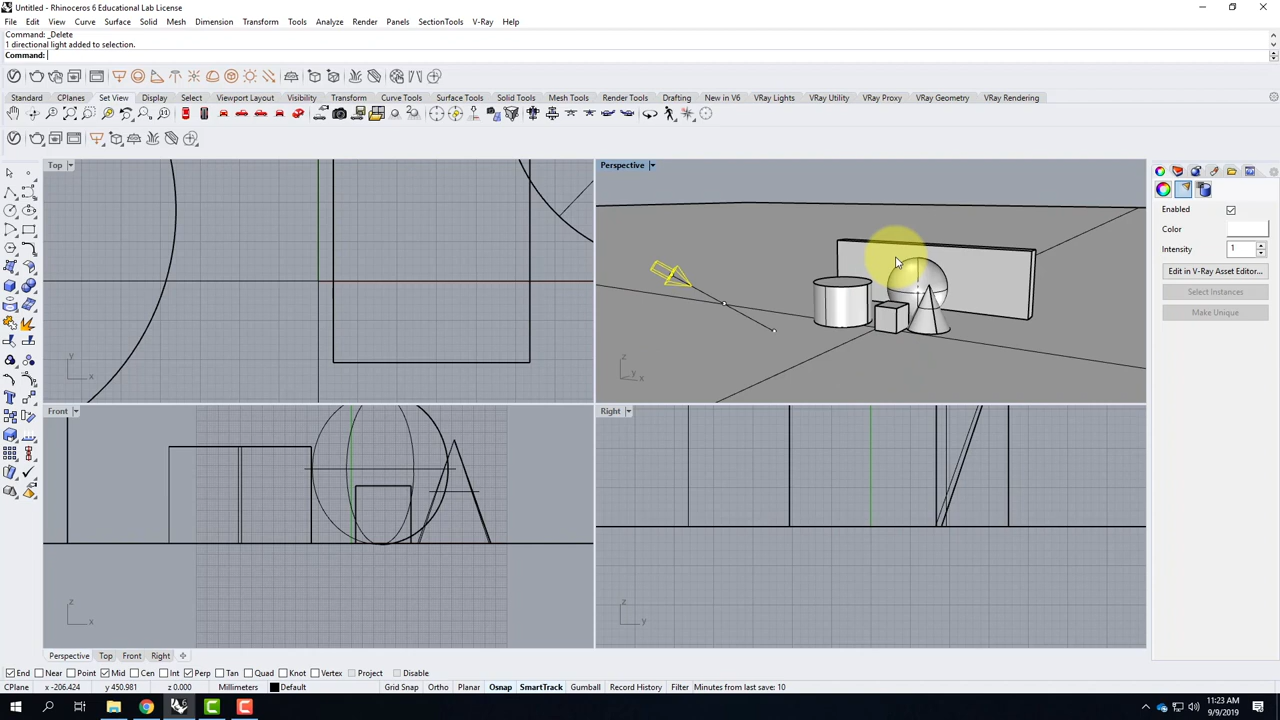 Untitled - Rhinoceros 6 Educational Lab License
File Edit View Curve Surface Solid Mesh Dimension Transform Tools Analyze Render Panels SectionTools V-Ray Help
Command: _Delete
1 directional light added to selection.
Command:
Standard CPlanes Set View Display Select Viewport Layout Visibility Transform Curve Tools Surface Tools Solid Tools Mesh Tools Render Tools Drafting New in V6 VRay Lights VRay Utility VRay Proxy VRay Geometry VRay Rendering
Top
Perspective
Enabled
Color
Intensity 1
Edit in V-Ray Asset Editor...
Select Instances
Make Unique
y
x
z
y
x
Front
Right
z
x
z
y
Perspective Top Front Right
End Near Point Mid Cen Int Perp Tan Quad Knot Vertex Project Disable
CPlane x -206.424 y 450.981 z 0.000 Millimeters Default Grid Snap Ortho Planar Osnap SmartTrack Gumball Record History Filter Minutes from last save: 10
11:23 AM
9/9/2019